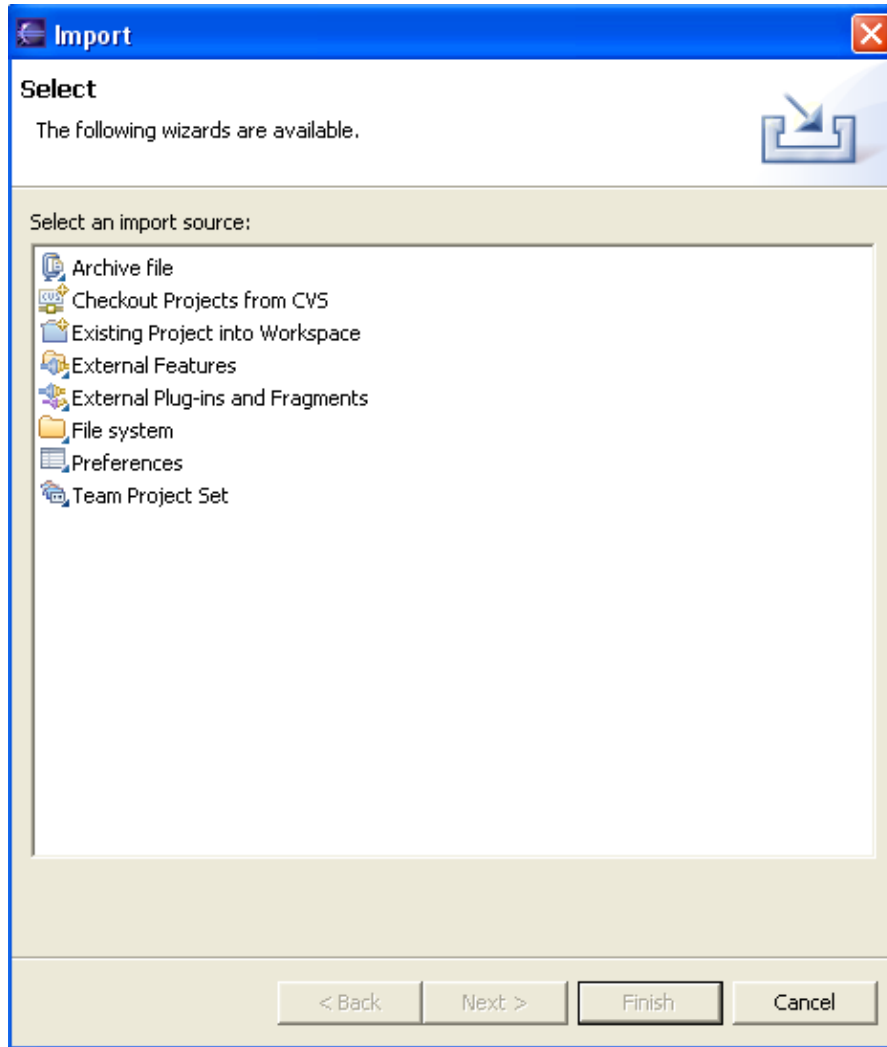 Import
Select
The following wizards are available.
Select an import source:
Archive file
CVS Checkout Projects from CVS
Existing Project into Workspace
External Features
External Plug-ins and Fragments
File system
Preferences
Team Project Set
< Back Next > Finish Cancel